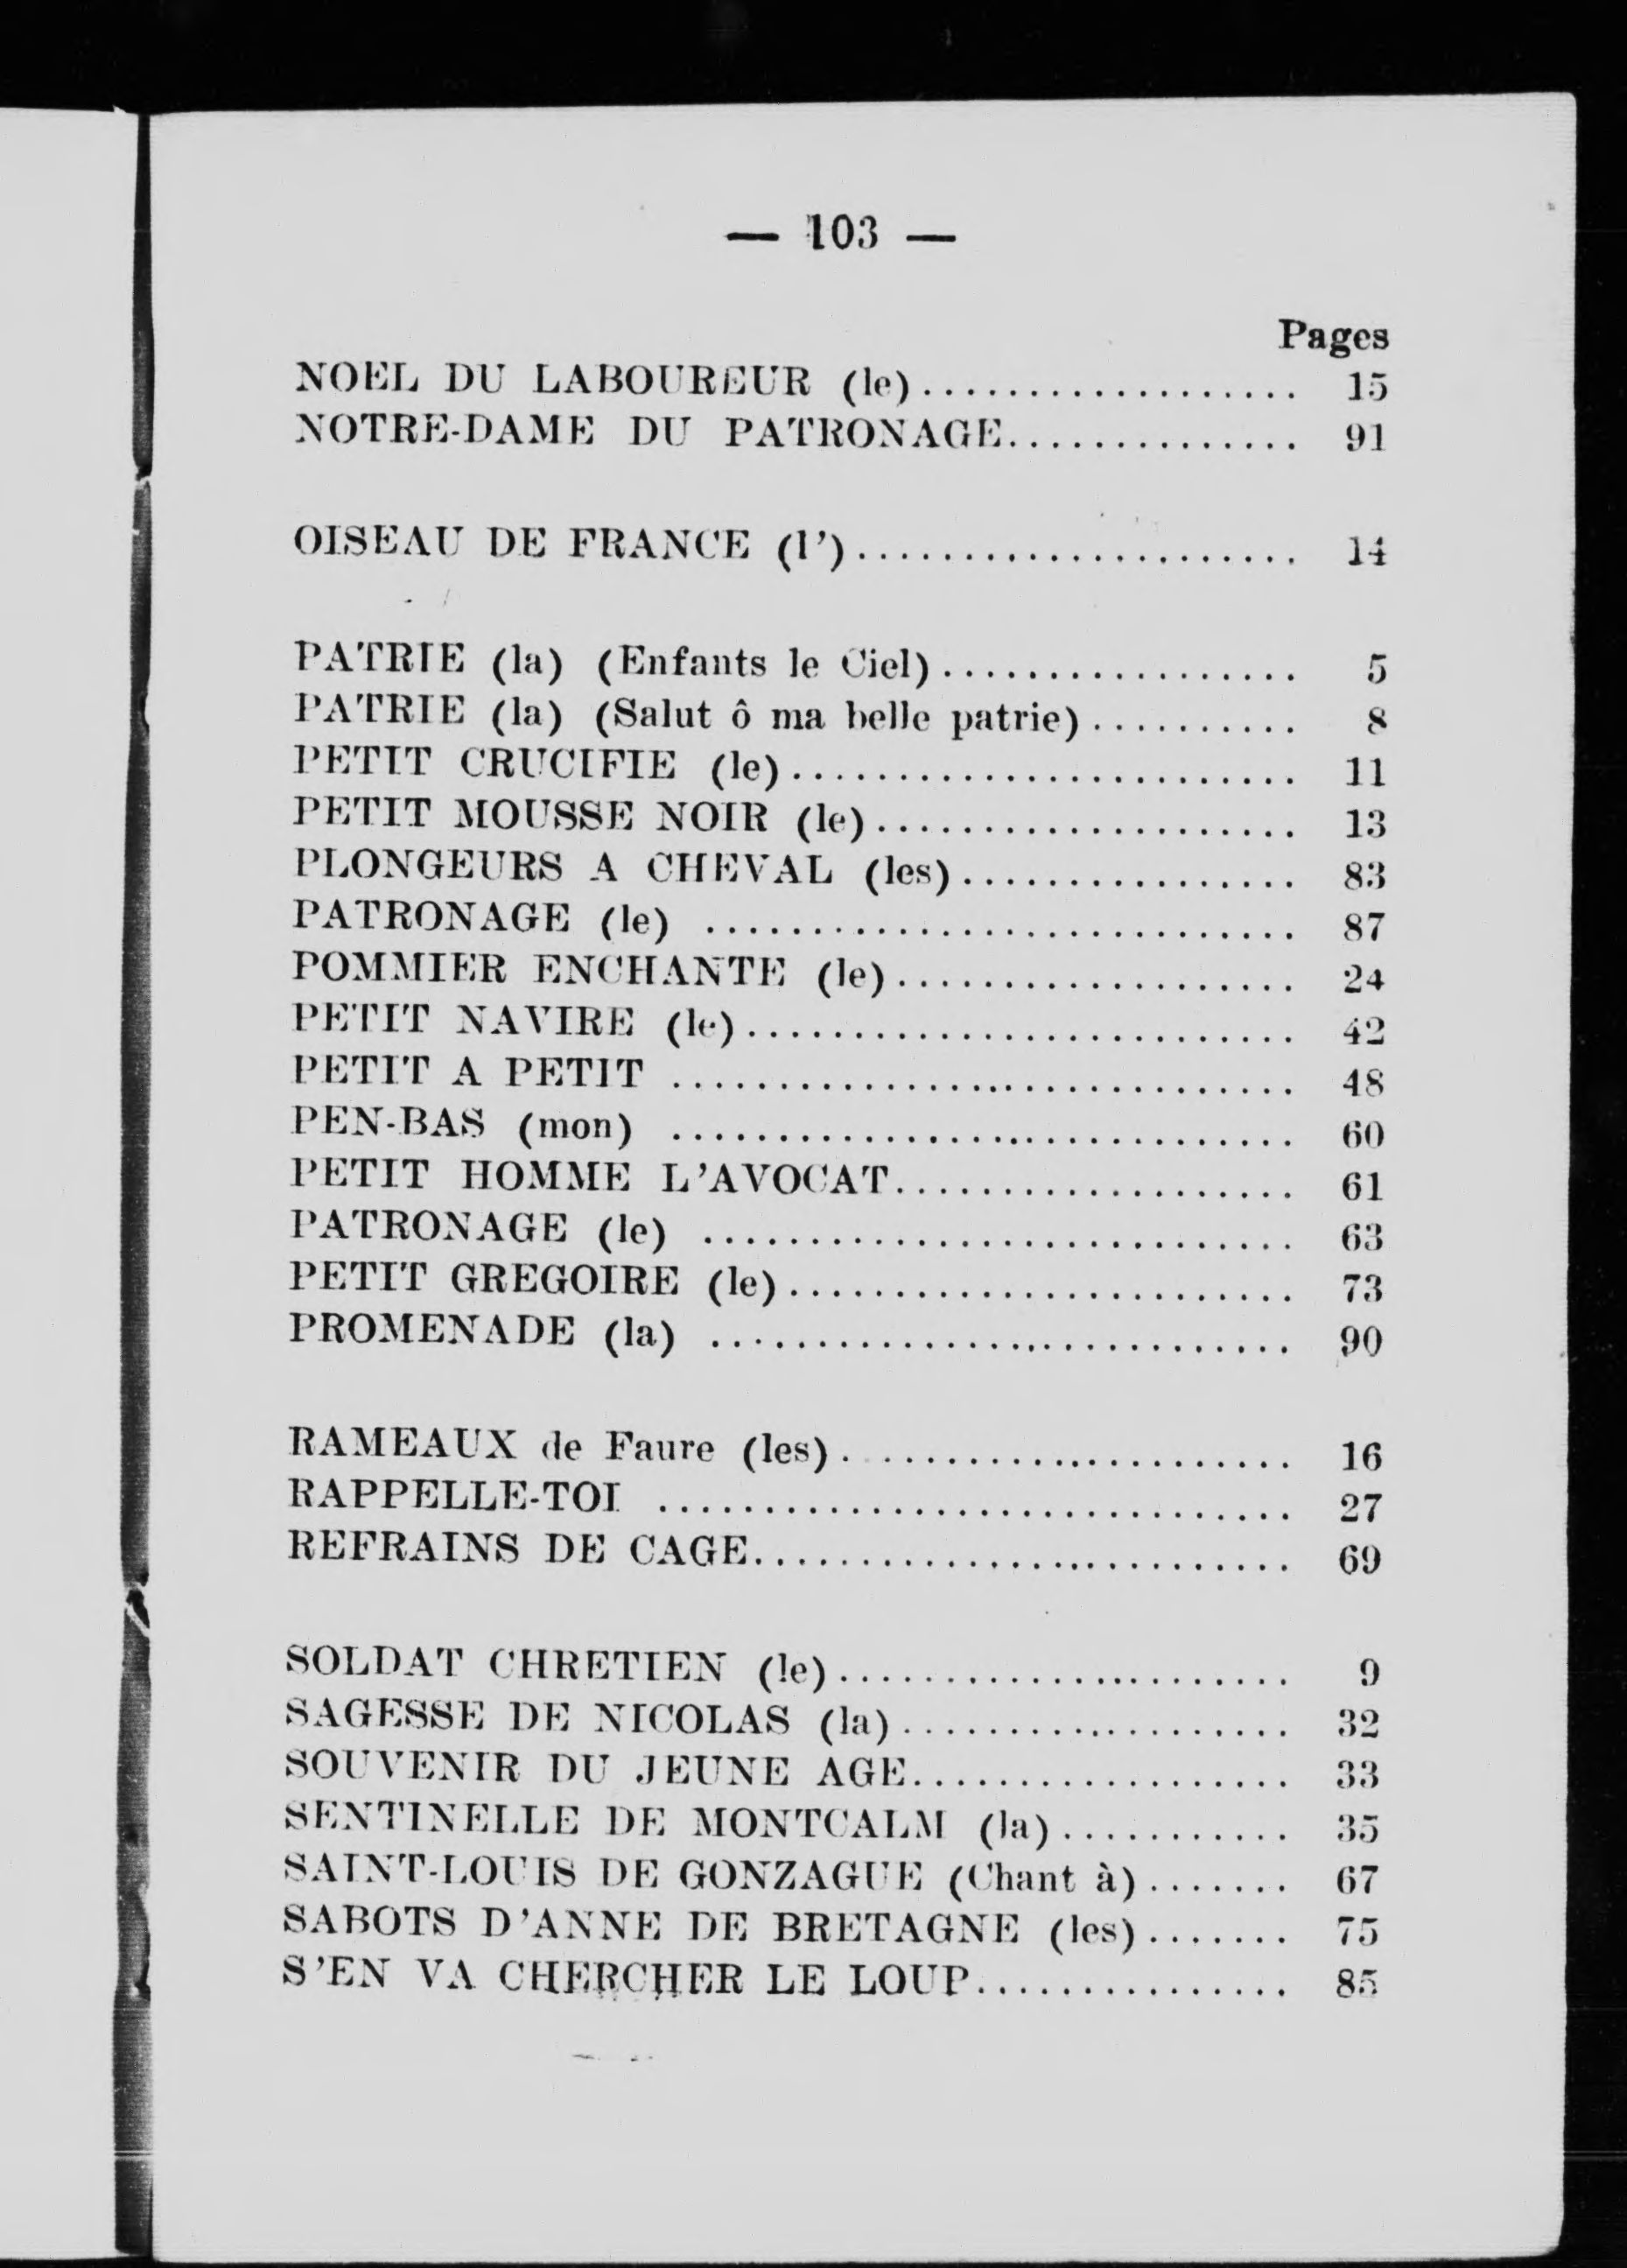 — 103 —
Pages
NOEL DU LABOUREUR (le).................. 15
NOTRE-DAME DU PATRONAGE.............. 91
OISEAU DE FRANCE (l')..................... 14
PATRIE (la) (Enfants le Ciel)................. 5
PATRIE (la) (Salut ô ma belle patrie).......... 8
PETIT CRUCIFIE (le)........................ 11
PETIT MOUSSE NOIR (le).................... 13
PLONGEURS A CHEVAL (les)................ 83
PATRONAGE (le) ............................ 87
POMMIER ENCHANTE (le)................... 24
PETIT NAVIRE (le).......................... 42
PETIT A PETIT .............................. 48
PEN-BAS (mon) .............................. 60
PETIT HOMME L'AVOCAT................... 61
PATRONAGE (le) ............................ 63
PETIT GREGOIRE (le)........................ 73
PROMENADE (la) ............................ 90
RAMEAUX de Faure (les)..................... 16
RAPPELLE-TOI .............................. 27
REFRAINS DE CAGE.......................... 69
SOLDAT CHRETIEN (le)...................... 9
SAGESSE DE NICOLAS (la)................... 32
SOUVENIR DU JEUNE AGE.................. 33
SENTINELLE DE MONTCALM (la)........... 35
SAINT-LOUIS DE GONZAGUE (Chant à)....... 67
SABOTS D'ANNE DE BRETAGNE (les)....... 75
S'EN VA CHERCHER LE LOUP............... 85